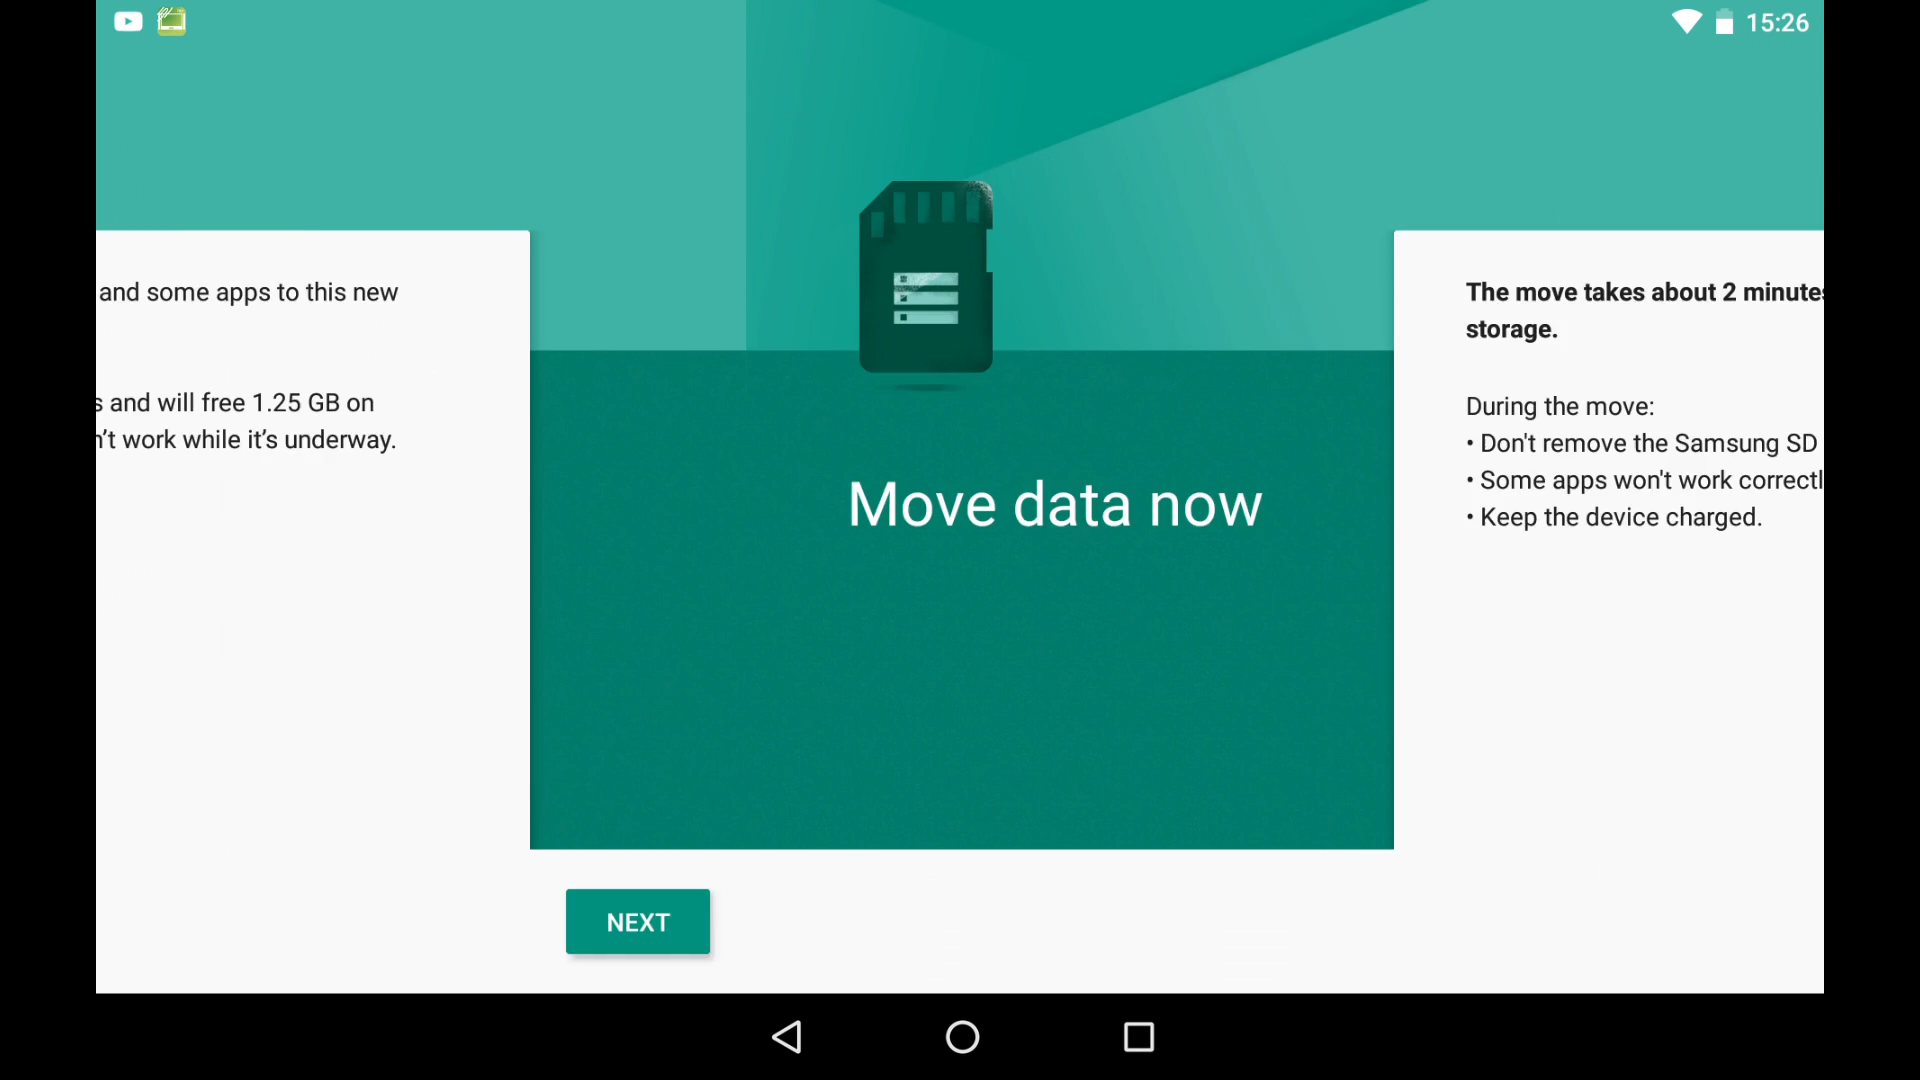 15:26
and some apps to this new
s and will free 1.25 GB on
n’t work while it’s underway.
Move data now
The move takes about 2 minutes
storage.
During the move:
• Don't remove the Samsung SD
• Some apps won't work correctl
• Keep the device charged.
NEXT